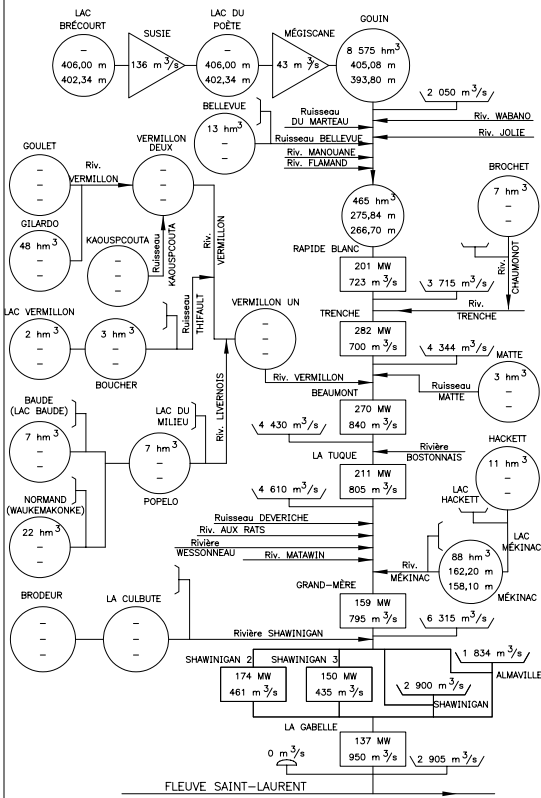 LAC
BRÉCOURT
–
406,00 m
402,34 m
SUSIE
136 m³/s
LAC DU
POÈTE
–
406,00 m
402,34 m
MÉGISCANE
43 m³/s
GOUIN
8 575 hm³
405,08 m
393,80 m
2 050 m³/s
BELLEVUE
13 hm³
–
–
Ruisseau
DU MARTEAU
Riv. WABANO
Ruisseau BELLEVUE
Riv. JOLIE
Riv. MANOUANE
Riv. FLAMAND
GOULET
–
–
–
Riv.
VERMILLON
VERMILLON
DEUX
–
–
–
GILARDO
48 hm³
–
–
KAOUSPCOUTA
–
–
–
Ruisseau
KAOUSPCOUTA
Riv.
VERMILLON
465 hm³
275,84 m
266,70 m
RAPIDE BLANC
201 MW
723 m³/s
BROCHET
7 hm³
–
–
Riv.
CHAUMONOT
3 715 m³/s
Riv.
TRENCHE
TRENCHE
282 MW
700 m³/s
LAC VERMILLON
2 hm³
–
–
3 hm³
–
–
BOUCHER
Ruisseau
THIFAULT
VERMILLON UN
–
–
–
4 344 m³/s
Riv. VERMILLON
MATTE
3 hm³
–
–
Ruisseau
MATTE
BEAUMONT
270 MW
840 m³/s
BAUDE
(LAC BAUDE)
7 hm³
–
–
LAC DU
MILIEU
7 hm³
–
–
POPELO
Riv. LIVERNOIS
4 430 m³/s
Rivière
BOSTONNAIS
LA TUQUE
211 MW
805 m³/s
HACKETT
11 hm³
–
–
LAC
HACKETT
LAC
MÉKINAC
NORMAND
(WAUKEMAKONKE)
22 hm³
–
–
4 610 m³/s
Ruisseau DEVERICHE
Riv. AUX RATS
Rivière
WESSONNEAU
Riv. MATAWIN
Riv.
MÉKINAC
88 hm³
162,20 m
158,10 m
MÉKINAC
GRAND-MÈRE
159 MW
795 m³/s
6 315 m³/s
BRODEUR
–
–
–
LA CULBUTE
–
–
–
Rivière SHAWINIGAN
SHAWINIGAN 2
174 MW
461 m³/s
SHAWINIGAN 3
150 MW
435 m³/s
2 900 m³/s
SHAWINIGAN
1 834 m³/s
ALMAVILLE
LA GABELLE
137 MW
950 m³/s
0 m³/s
2 905 m³/s
FLEUVE SAINT-LAURENT